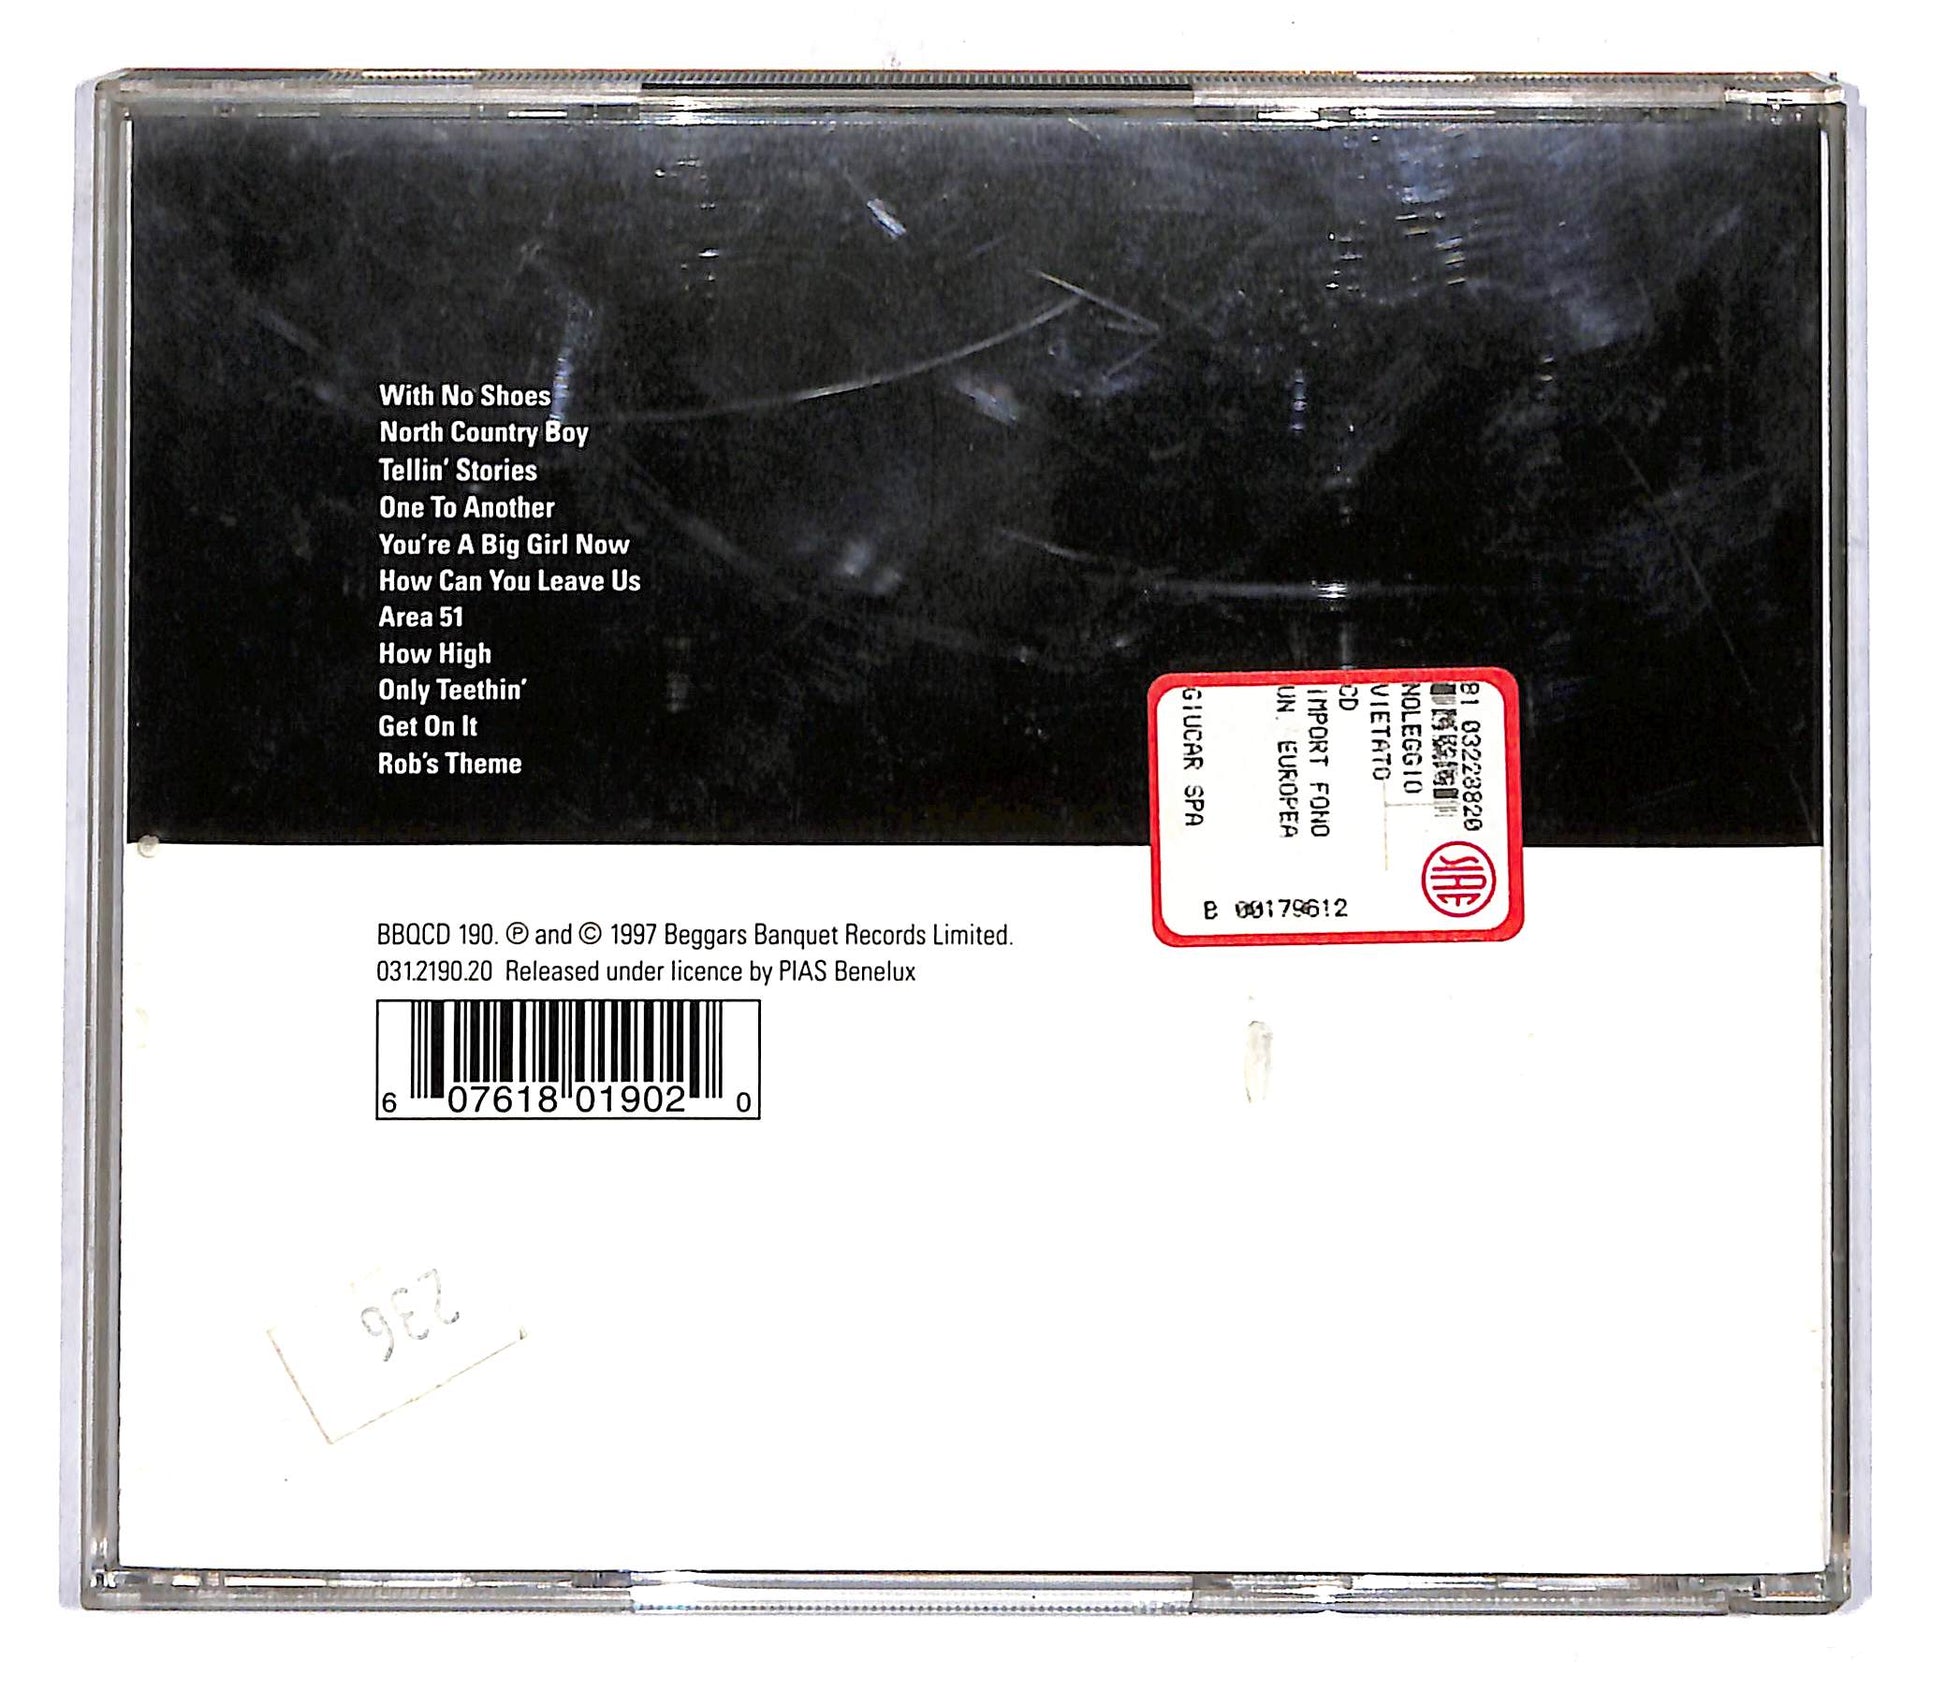 With No Shoes
North Country Boy
Tellin' Stories
One To Another
You're A Big Girl Now
How Can You Leave Us
Area 51
How High
Only Teethin'
Get On It
Rob's Theme
81 03228820
NOLEGGIO
VIETATO
CD
IMPORT FONO
UN. EUROPEA
GIUCAR SPA
SIAE
B 00179612
BBQCD 190. ℗ and © 1997 Beggars Banquet Records Limited.
031.2190.20 Released under licence by PIAS Benelux
6 07618 01902 0
236